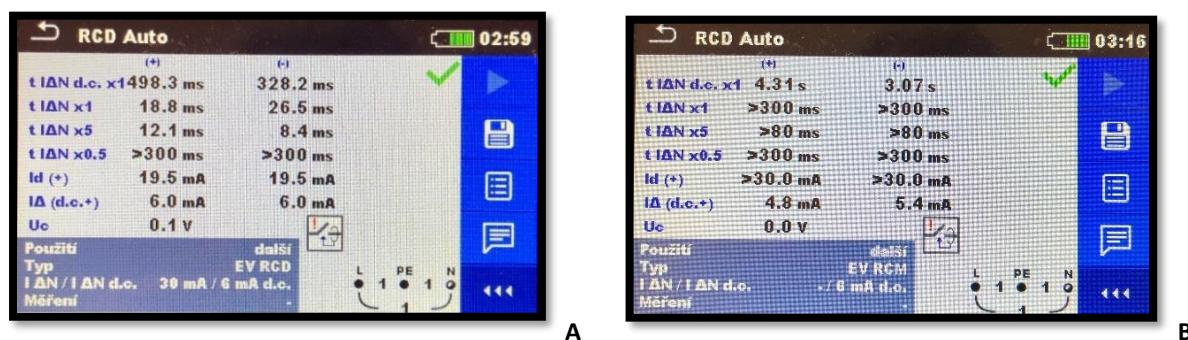 RCD Auto 02:59
(+) (-)
t IΔN d.c. x1 498.3 ms 328.2 ms
t IΔN x1 18.8 ms 26.5 ms
t IΔN x5 12.1 ms 8.4 ms
t IΔN x0.5 >300 ms >300 ms
Id (+) 19.5 mA 19.5 mA
IΔ (d.c.+) 6.0 mA 6.0 mA
Uc 0.1 V
Použití další
Typ EV RCD
I ΔN / I ΔN d.c. 30 mA / 6 mA d.c.
Měření -
L PE N
1 1
1
A
RCD Auto 03:16
(+) (-)
t IΔN d.c. x1 4.31 s 3.07 s
t IΔN x1 >300 ms >300 ms
t IΔN x5 >80 ms >80 ms
t IΔN x0.5 >300 ms >300 ms
Id (+) >30.0 mA >30.0 mA
IΔ (d.c.+) 4.8 mA 5.4 mA
Uc 0.0 V
Použití další
Typ EV RCM
I ΔN / I ΔN d.c. - / 6 mA d.c.
Měření -
L PE N
1 1
1
B